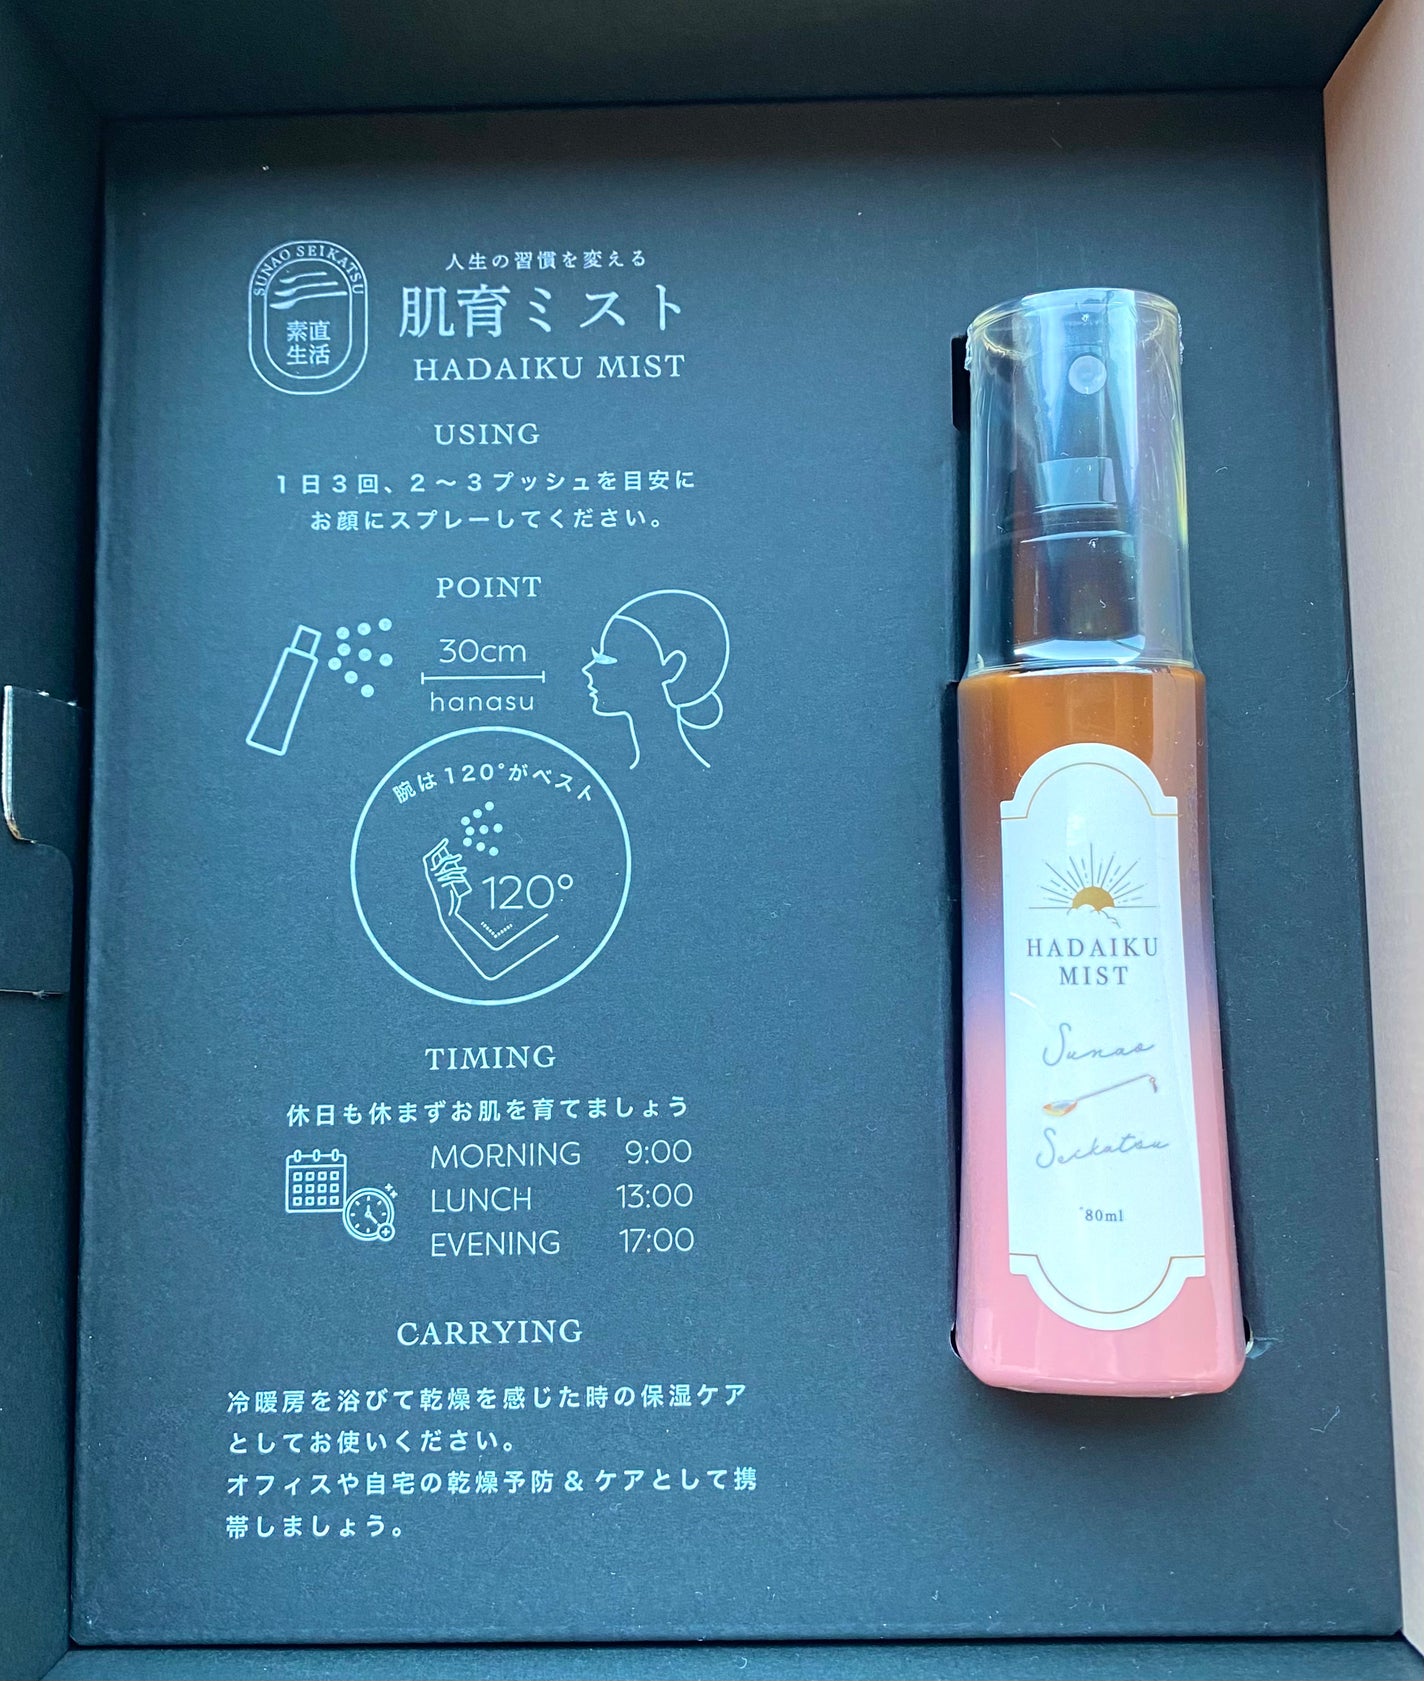 SUNAO SEIKATSU
素直
生活
人生の習慣を変える
肌育ミスト
HADAIKU MIST
USING
1日3回、2～3プッシュを目安に
お顔にスプレーしてください。
POINT
30cm
hanasu
腕は120°がベスト
120°
TIMING
休日も休まずお肌を育てましょう
MORNING 9:00
LUNCH 13:00
EVENING 17:00
CARRYING
冷暖房を浴びて乾燥を感じた時の保湿ケア
としてお使いください。
オフィスや自宅の乾燥予防&ケアとして携
帯しましょう。
HADAIKU
MIST
Sunao
Seikatsu
80ml